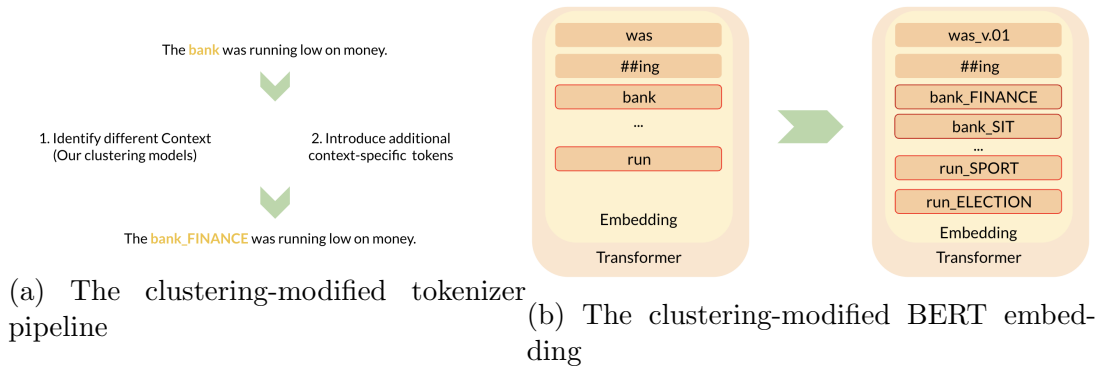 The bank was running low on money.
1. Identify different Context
(Our clustering models)
2. Introduce additional
context-specific tokens
The bank_FINANCE was running low on money.
(a) The clustering-modified tokenizer
pipeline
was
##ing
bank
...
run
Embedding
Transformer
was_v.01
##ing
bank_FINANCE
bank_SIT
...
run_SPORT
run_ELECTION
Embedding
Transformer
(b) The clustering-modified BERT embed-
ding